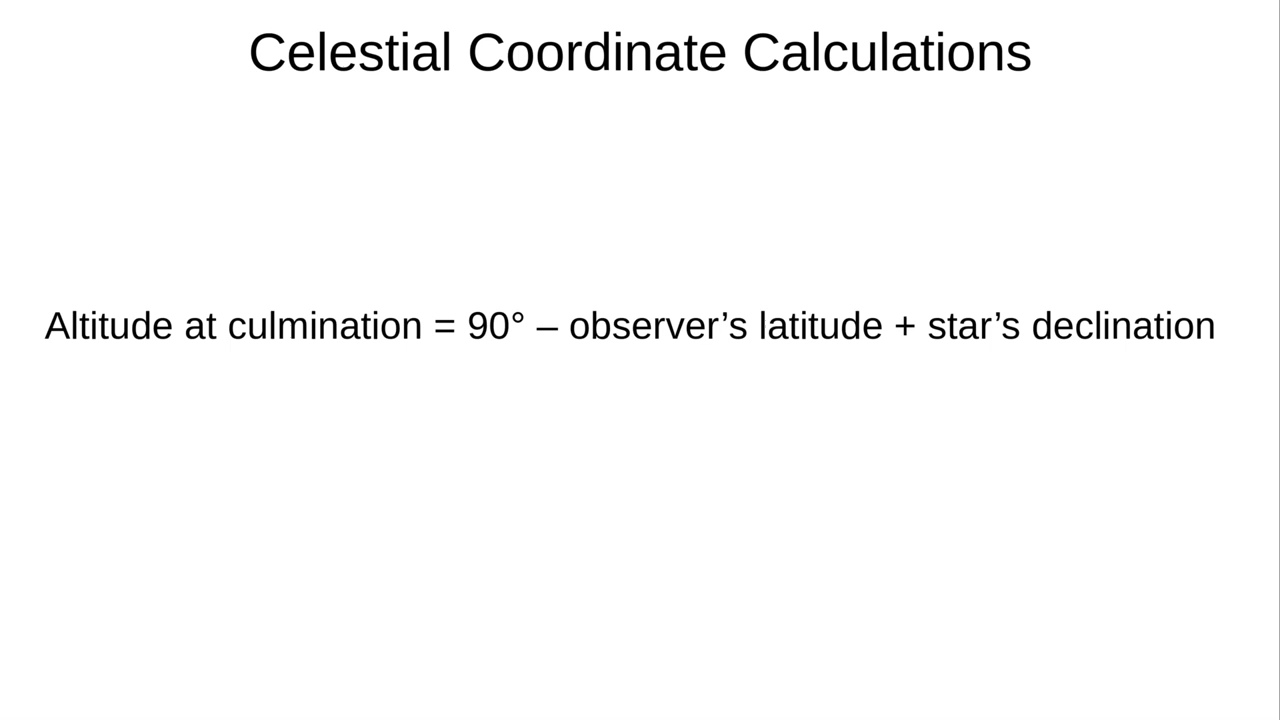 Celestial Coordinate Calculations
Altitude at culmination = 90° – observer’s latitude + star’s declination